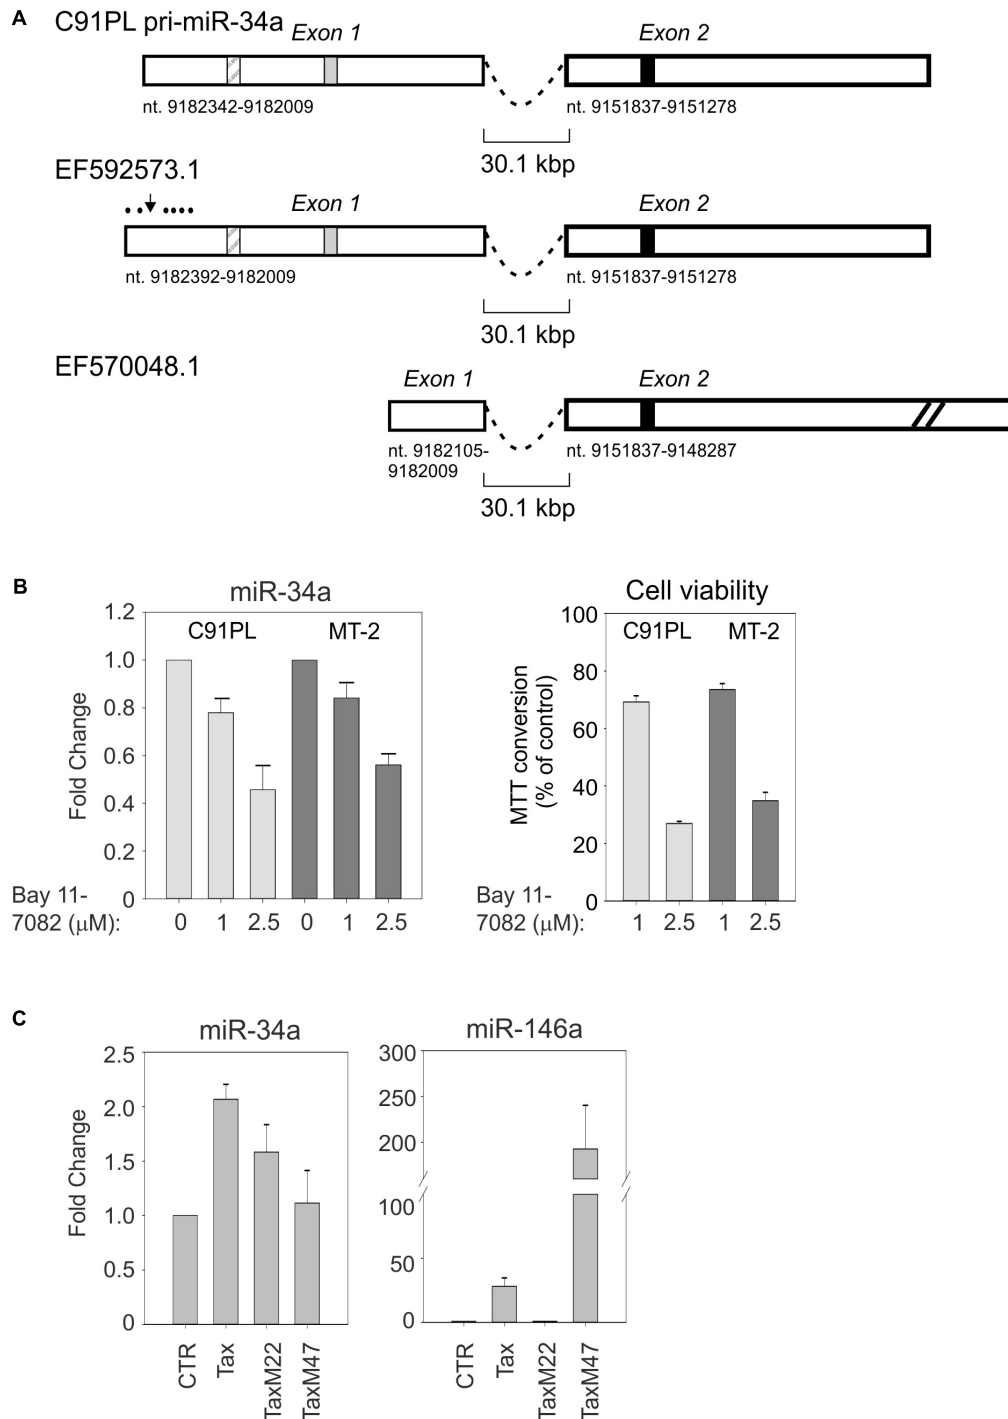 A
C91PL pri-miR-34a
Exon 1
Exon 2
nt. 9182342-9182009
nt. 9151837-9151278
30.1 kbp
EF592573.1
Exon 1
Exon 2
nt. 9182392-9182009
nt. 9151837-9151278
30.1 kbp
EF570048.1
Exon 1
Exon 2
nt. 9182105-
9182009
nt. 9151837-9148287
30.1 kbp
B
miR-34a
C91PL MT-2
Fold Change
1.2
1.0
0.8
0.6
0.4
0.2
0
Bay 11-
7082 (μM): 0 1 2.5 0 1 2.5
Cell viability
C91PL MT-2
MTT conversion
(% of control)
100
80
60
40
20
0
Bay 11-
7082 (μM): 1 2.5 1 2.5
C
miR-34a
Fold Change
2.5
2.0
1.5
1.0
0.5
0
CTR
Tax
TaxM22
TaxM47
miR-146a
300
250
200
100
50
0
CTR
Tax
TaxM22
TaxM47